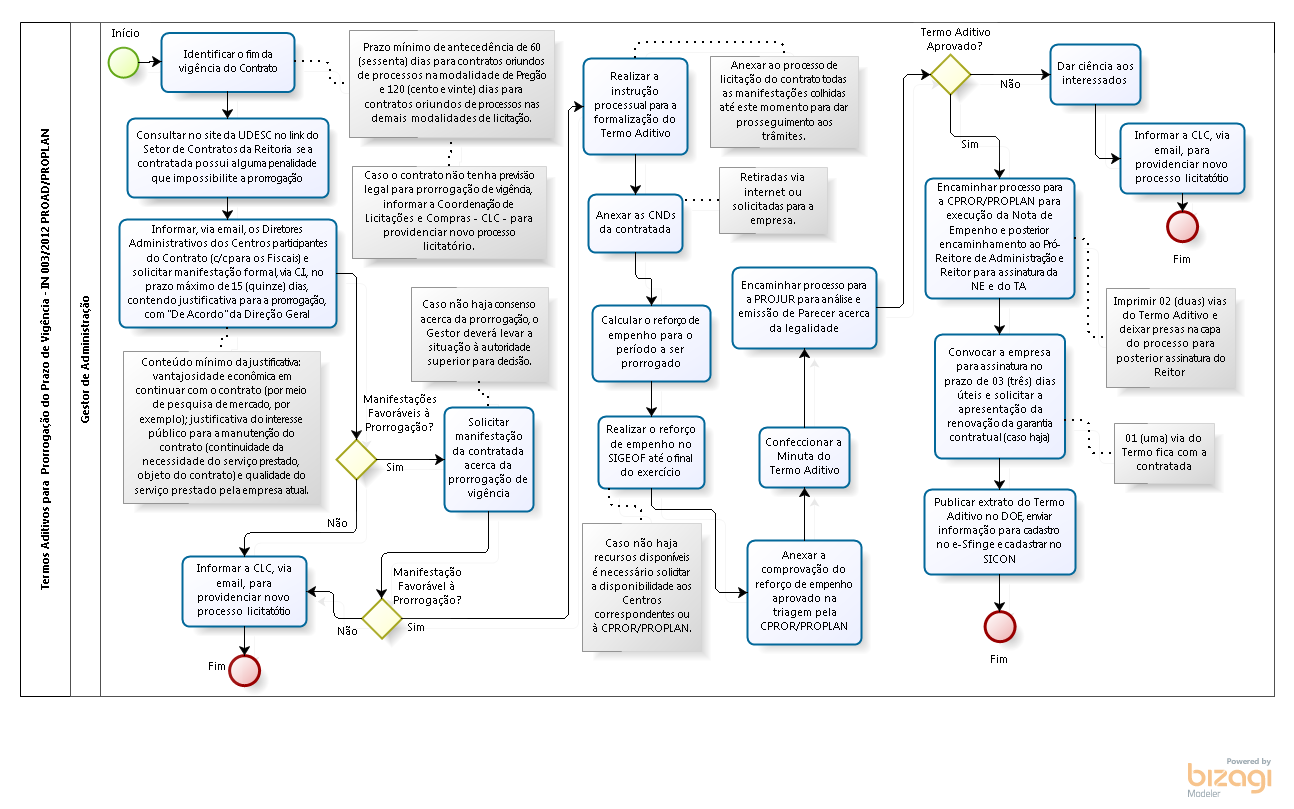 Termos Aditivos para Prorrogação do Prazo de Vigência - IN 003/2012 PROAD/PROPLAN
Gestor de Administração
Início
Identificar o fim da
vigência do Contrato
Prazo mínimo de antecedência de 60
(sessenta) dias para contratos oriundos
de processos na modalidade de Pregão
e 120 (cento e vinte) dias para
contratos oriundos de processos nas
demais modalidades de licitação.
Consultar no site da UDESC no link do
Setor de Contratos da Reitoria se a
contratada possui alguma penalidade
que impossibilite a prorrogação
Caso o contrato não tenha previsão
legal para prorrogação de vigência,
informar a Coordenação de
Licitações e Compras - CLC - para
providenciar novo processo
licitatório.
Informar, via email, os Diretores
Administrativos dos Centros participantes
do Contrato (c/cpara os Fiscais) e
solicitar manifestação formal, via C.I, no
prazo máximo de 15 (quinze) dias,
contendo justificativa para a prorrogação,
com "De Acordo" da Direção Geral
Conteúdo mínimo da justificativa:
vantajosidade econômica em
continuar com o contrato (por meio
de pesquisa de mercado, por
exemplo); justificativa do interesse
público para a manutenção do
contrato (continuidade da
necessidade do serviço prestado,
objeto do contrato) e qualidade do
serviço prestado pela empresa atual.
Caso não haja consenso
acerca da prorrogação, o
Gestor deverá levar a
situação à autoridade
superior para decisão.
Manifestações
Favoráveis à
Prorrogação?
Sim
Não
Solicitar
manifestação
da contratada
acerca da
prorrogação de
vigência
Informar a CLC, via
email, para
providenciar novo
processo licitatótio
Manifestação
Favorável à
Prorrogação?
Não
Sim
Fim
Realizar a
instrução
processual para a
formalização do
Termo Aditivo
Anexar ao processo de
licitação do contrato todas
as manifestações colhidas
até este momento para dar
prosseguimento aos
trâmites.
Anexar as CNDs
da contratada
Retiradas via
internet ou
solicitadas para a
empresa.
Calcular o reforço de
empenho para o
período a ser
prorrogado
Realizar o reforço
de empenho no
SIGEOF até o final
do exercício
Caso não haja
recursos disponíveis
é necessário solicitar
a disponibilidade aos
Centros
correspondentes ou
à CPROR/PROPLAN.
Anexar a
comprovação do
reforço de empenho
aprovado na
triagem pela
CPROR/PROPLAN
Confeccionar a
Minuta do
Termo Aditivo
Encaminhar processo para
a PROJUR para análise e
emissão de Parecer acerca
da legalidade
Termo Aditivo
Aprovado?
Não
Sim
Dar ciência aos
interessados
Informar a CLC, via
email, para
providenciar novo
processo licitatótio
Fim
Encaminhar processo para
a CPROR/PROPLAN para
execução da Nota de
Empenho e posterior
encaminhamento ao Pró-
Reitore de Administração e
Reitor para assinatura da
NE e do TA
Imprimir 02 (duas) vias
do Termo Aditivo e
deixar presas na capa
do processo para
posterior assinatura do
Reitor
Convocar a empresa
para assinatura no
prazo de 03 (três) dias
úteis e solicitar a
apresentação da
renovação da garantia
contratual (caso haja)
01 (uma) via do
Termo fica com a
contratada
Publicar extrato do Termo
Aditivo no DOE, enviar
informação para cadastro
no e-Sfinge e cadastrar no
SICON
Fim
Powered by
bizagi
Modeler